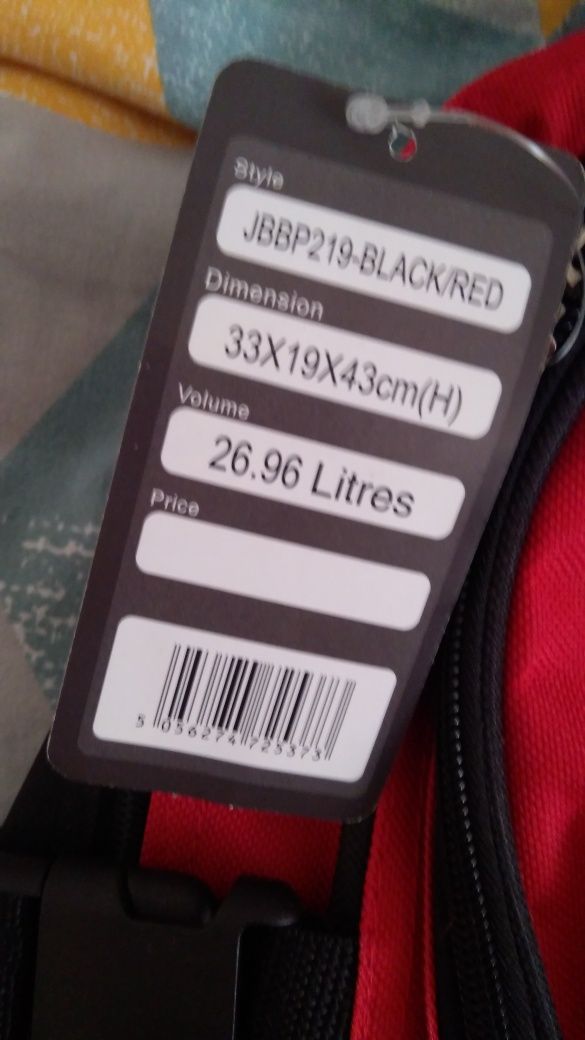 Style
JBBP219-BLACK/RED
Dimension
33X19X43cm(H)
Volume
26.96 Litres
Price
5 056274 725373